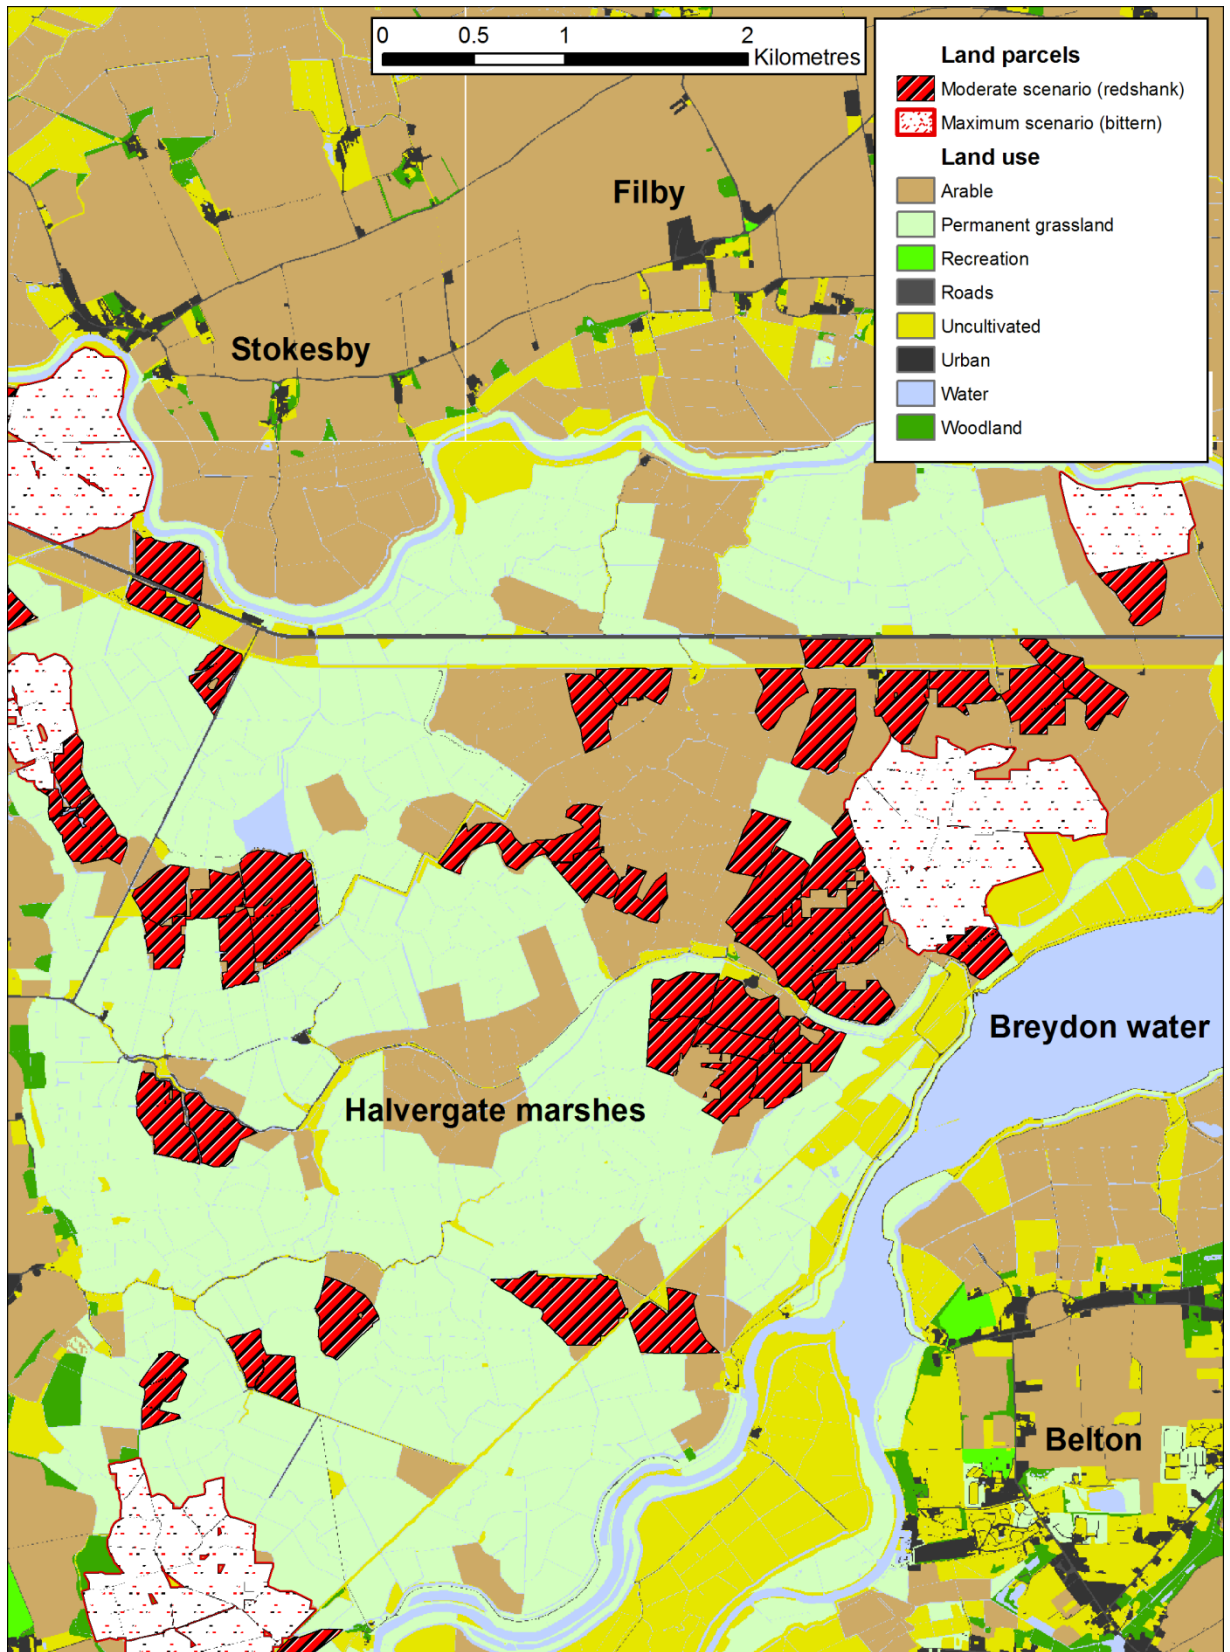 0 0.5 1 2
Kilometres
Land parcels
Moderate scenario (redshank)
Maximum scenario (bittern)
Land use
Arable
Permanent grassland
Recreation
Roads
Uncultivated
Urban
Water
Woodland
Filby
Stokesby
Breydon water
Halvergate marshes
Belton